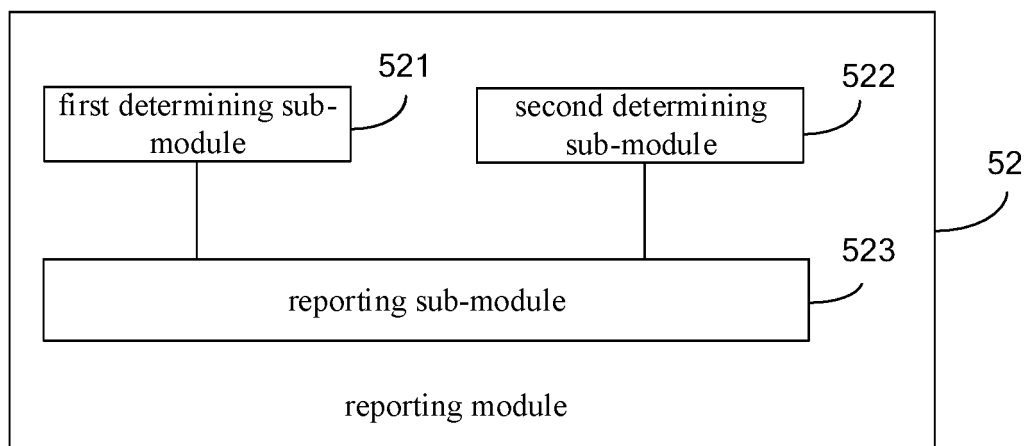 521
522
first determining sub-
module
second determining
sub-module
52
523
reporting sub-module
reporting module